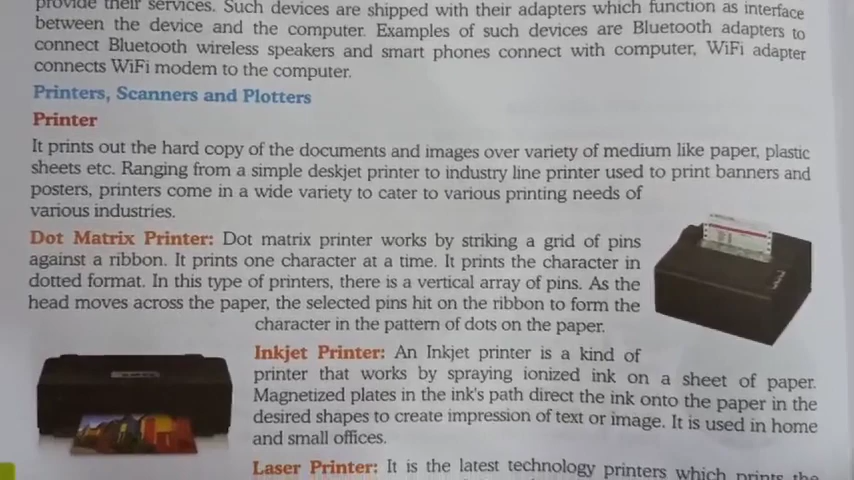 provide their services. Such devices are shipped with their adapters which function as interface
between the device and the computer. Examples of such devices are Bluetooth adapters to
connect Bluetooth wireless speakers and smart phones connect with computer, WiFi adapter
connects WiFi modem to the computer.
Printers, Scanners and Plotters
Printer
It prints out the hard copy of the documents and images over variety of medium like paper, plastic
sheets etc. Ranging from a simple deskjet printer to industry line printer used to print banners and
posters, printers come in a wide variety to cater to various printing needs of
various industries.
Dot Matrix Printer: Dot matrix printer works by striking a grid of pins
against a ribbon. It prints one character at a time. It prints the character in
dotted format. In this type of printers, there is a vertical array of pins. As the
head moves across the paper, the selected pins hit on the ribbon to form the
character in the pattern of dots on the paper.
Inkjet Printer: An Inkjet printer is a kind of
printer that works by spraying ionized ink on a sheet of paper.
Magnetized plates in the ink's path direct the ink onto the paper in the
desired shapes to create impression of text or image. It is used in home
and small offices.
Laser Printer: It is the latest technology printers which prints the